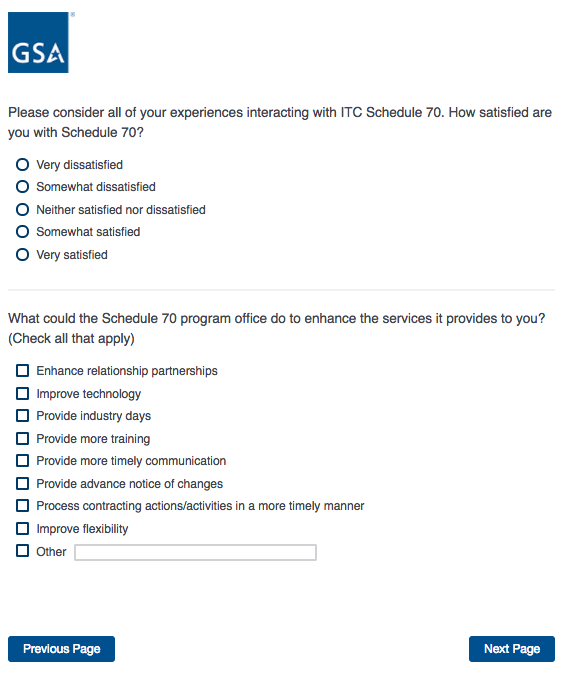 GSA
Please consider all of your experiences interacting with ITC Schedule 70. How satisfied are
you with Schedule 70?
Very dissatisfied
Somewhat dissatisfied
Neither satisfied nor dissatisfied
Somewhat satisfied
Very satisfied
What could the Schedule 70 program office do to enhance the services it provides to you?
(Check all that apply)
Enhance relationship partnerships
Improve technology
Provide industry days
Provide more training
Provide more timely communication
Provide advance notice of changes
Process contracting actions/activities in a more timely manner
Improve flexibility
Other
Previous Page
Next Page